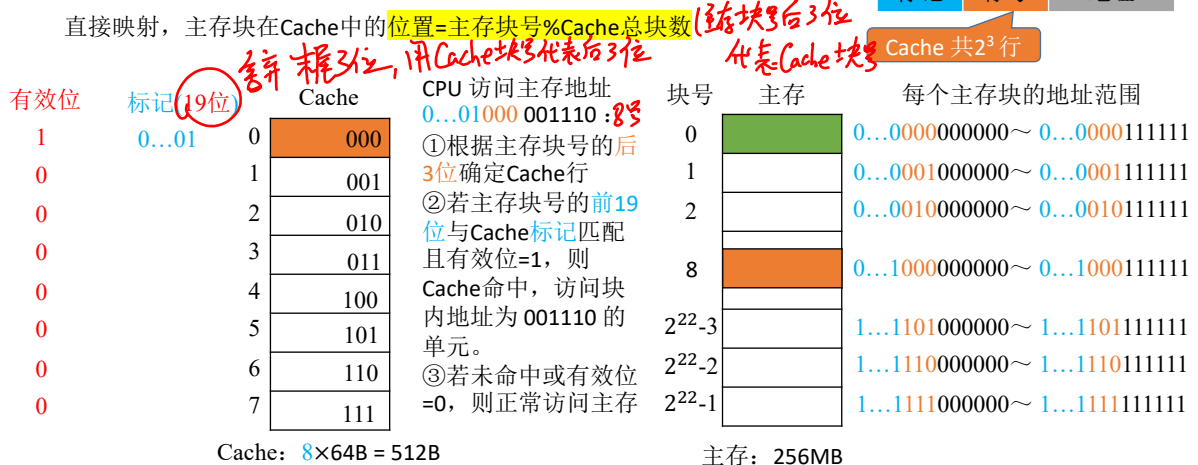 直接映射，主存块在Cache中的位置=主存块号%Cache总块数
(主存块号后3位
代表Cache块号
舍弃末尾3位，用Cache块号代表后3位
Cache 共2³行
有效位 标记(19位) Cache
1 0…01 0 000
0 1 001
0 2 010
0 3 011
0 4 100
0 5 101
0 6 110
0 7 111
Cache：8×64B = 512B
CPU 访问主存地址
0…01000 001110：8号
①根据主存块号的后
3位确定Cache行
②若主存块号的前19
位与Cache标记匹配
且有效位=1，则
Cache命中，访问块
内地址为 001110 的
单元。
③若未命中或有效位
=0，则正常访问主存
块号 主存 每个主存块的地址范围
0 0…0000000000～ 0…0000111111
1 0…0001000000～ 0…0001111111
2 0…0010000000～ 0…0010111111
8 0…1000000000～ 0…1000111111
2²²-3 1…1101000000～ 1…1101111111
2²²-2 1…1110000000～ 1…1110111111
2²²-1 1…1111000000～ 1…1111111111
主存：256MB